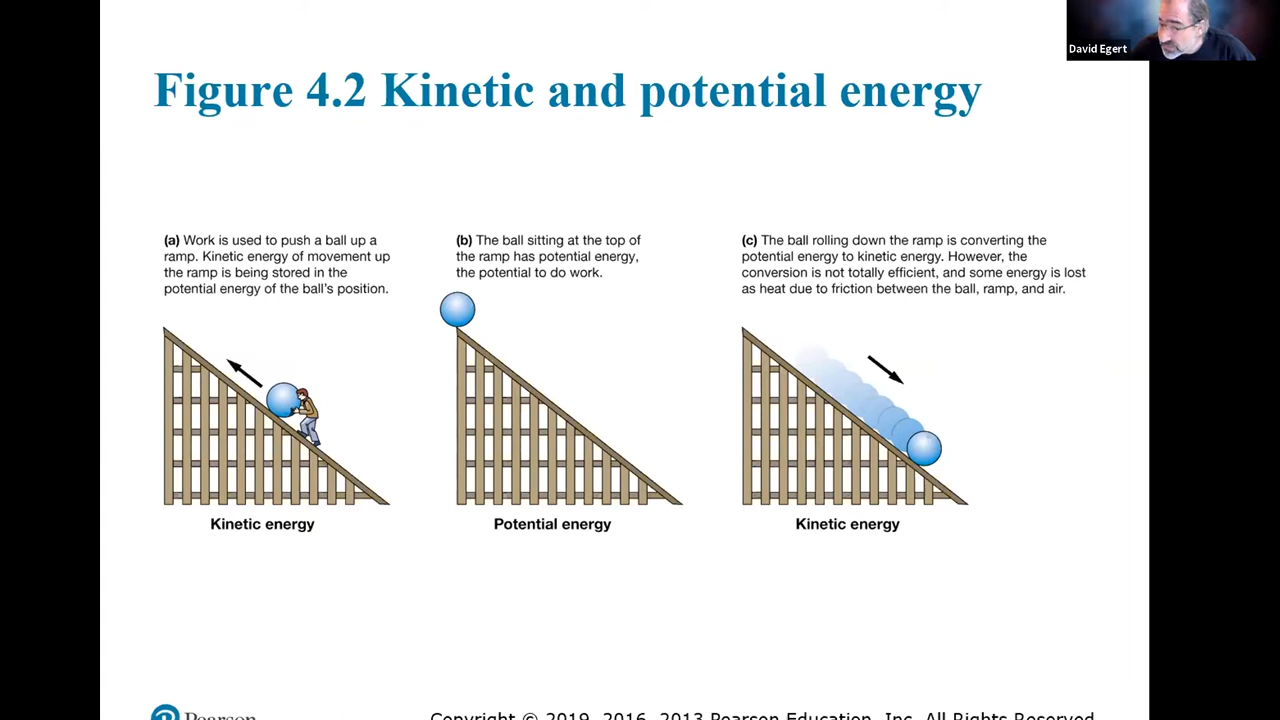 David Egert
Figure 4.2 Kinetic and potential energy
(a) Work is used to push a ball up a
ramp. Kinetic energy of movement up
the ramp is being stored in the
potential energy of the ball's position.
(b) The ball sitting at the top of
the ramp has potential energy,
the potential to do work.
(c) The ball rolling down the ramp is converting the
potential energy to kinetic energy. However, the
conversion is not totally efficient, and some energy is lost
as heat due to friction between the ball, ramp, and air.
Kinetic energy
Potential energy
Kinetic energy
Pearson
Copyright © 2019, 2016, 2013 Pearson Education, Inc. All Rights Reserved